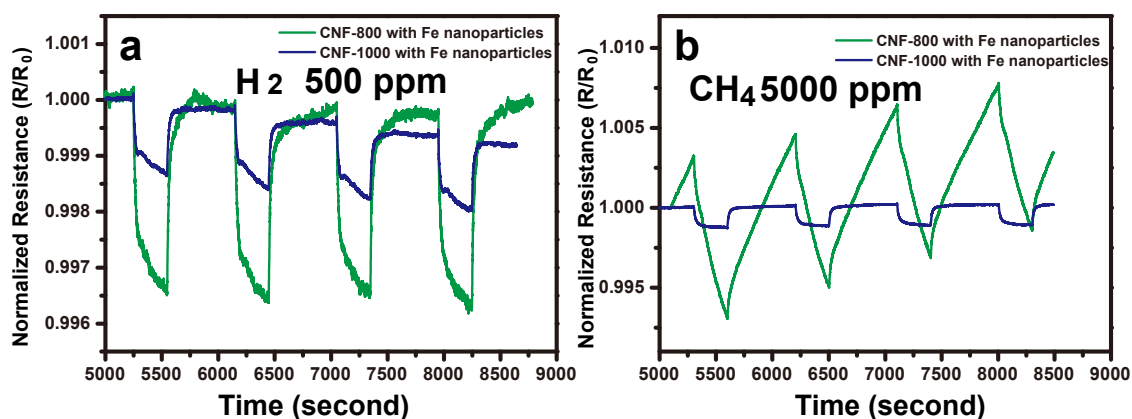 a
CNF-800 with Fe nanoparticles
CNF-1000 with Fe nanoparticles
H2 500 ppm
Normalized Resistance (R/R0)
1.001
1.000
0.999
0.998
0.997
0.996
5000 5500 6000 6500 7000 7500 8000 8500 9000
Time (second)
b
CNF-800 with Fe nanoparticles
CNF-1000 with Fe nanoparticles
CH4 5000 ppm
Normalized Resistance (R/R0)
1.010
1.005
1.000
0.995
5000 5500 6000 6500 7000 7500 8000 8500 9000
Time (second)